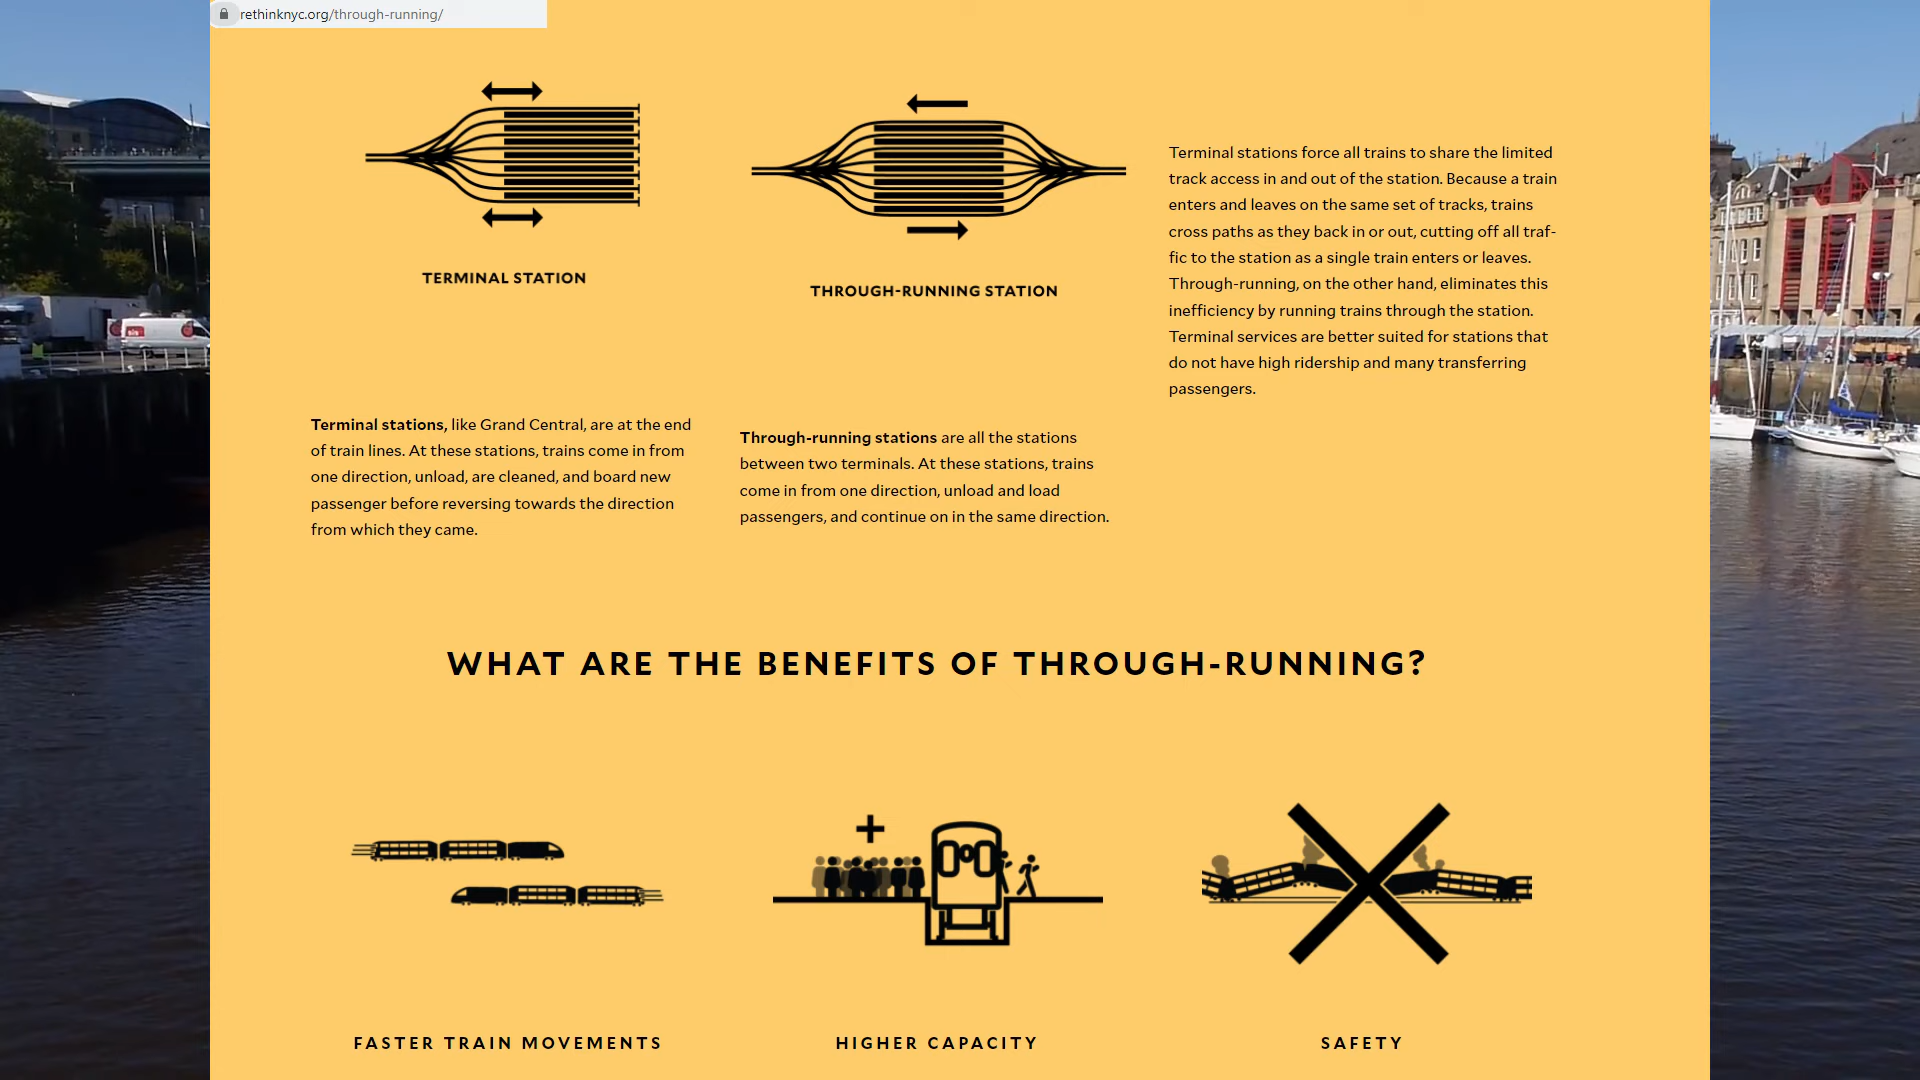 rethinknyc.org/through-running/
TERMINAL STATION
THROUGH-RUNNING STATION
Terminal stations force all trains to share the limited
track access in and out of the station. Because a train
enters and leaves on the same set of tracks, trains
cross paths as they back in or out, cutting off all traf-
fic to the station as a single train enters or leaves.
Through-running, on the other hand, eliminates this
inefficiency by running trains through the station.
Terminal services are better suited for stations that
do not have high ridership and many transferring
passengers.
Terminal stations, like Grand Central, are at the end
of train lines. At these stations, trains come in from
one direction, unload, are cleaned, and board new
passenger before reversing towards the direction
from which they came.
Through-running stations are all the stations
between two terminals. At these stations, trains
come in from one direction, unload and load
passengers, and continue on in the same direction.
WHAT ARE THE BENEFITS OF THROUGH-RUNNING?
FASTER TRAIN MOVEMENTS
HIGHER CAPACITY
SAFETY